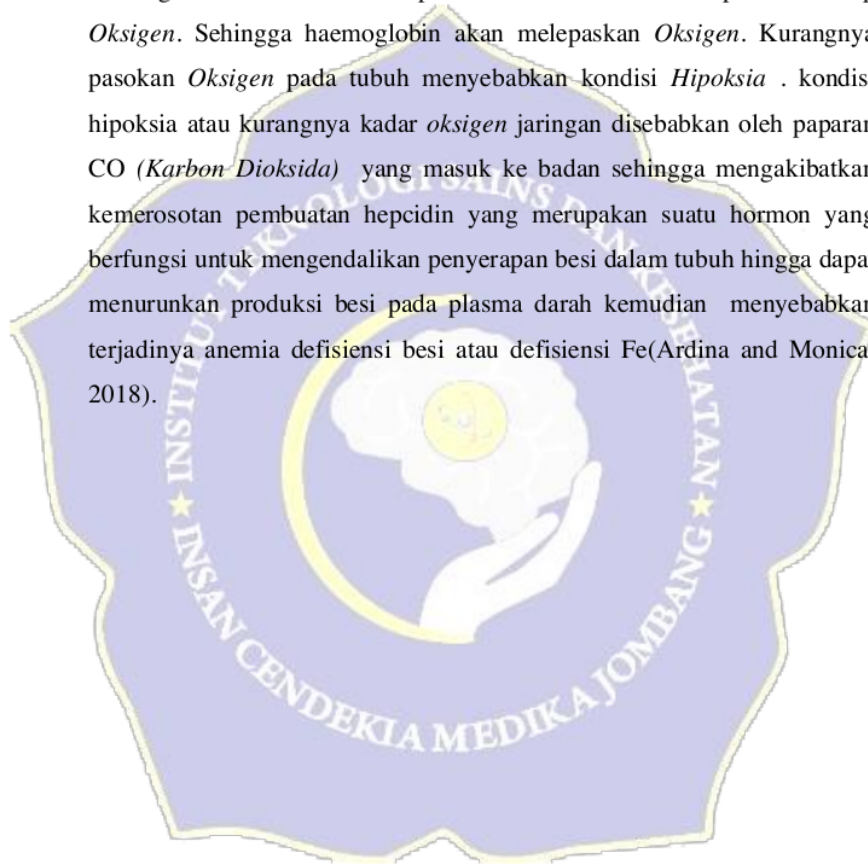 Oksigen. Sehingga haemoglobin akan melepaskan Oksigen. Kurangnya
pasokan Oksigen pada tubuh menyebabkan kondisi Hipoksia . kondis
hipoksia atau kurangnya kadar oksigen jaringan disebabkan oleh paparan
CO (Karbon Dioksida) yang masuk ke badan sehingga mengakibatkan
kemerosotan pembuatan hepcidin yang merupakan suatu hormon yang
berfungsi untuk mengendalikan penyerapan besi dalam tubuh hingga dapa
menurunkan produksi besi pada plasma darah kemudian menyebabkan
terjadinya anemia defisiensi besi atau defisiensi Fe(Ardina and Monica
2018).
INSTITUT TEKNOLOGI SAINS DAN KESEHATAN
INSAN CENDEKIA MEDIKA JOMBANG